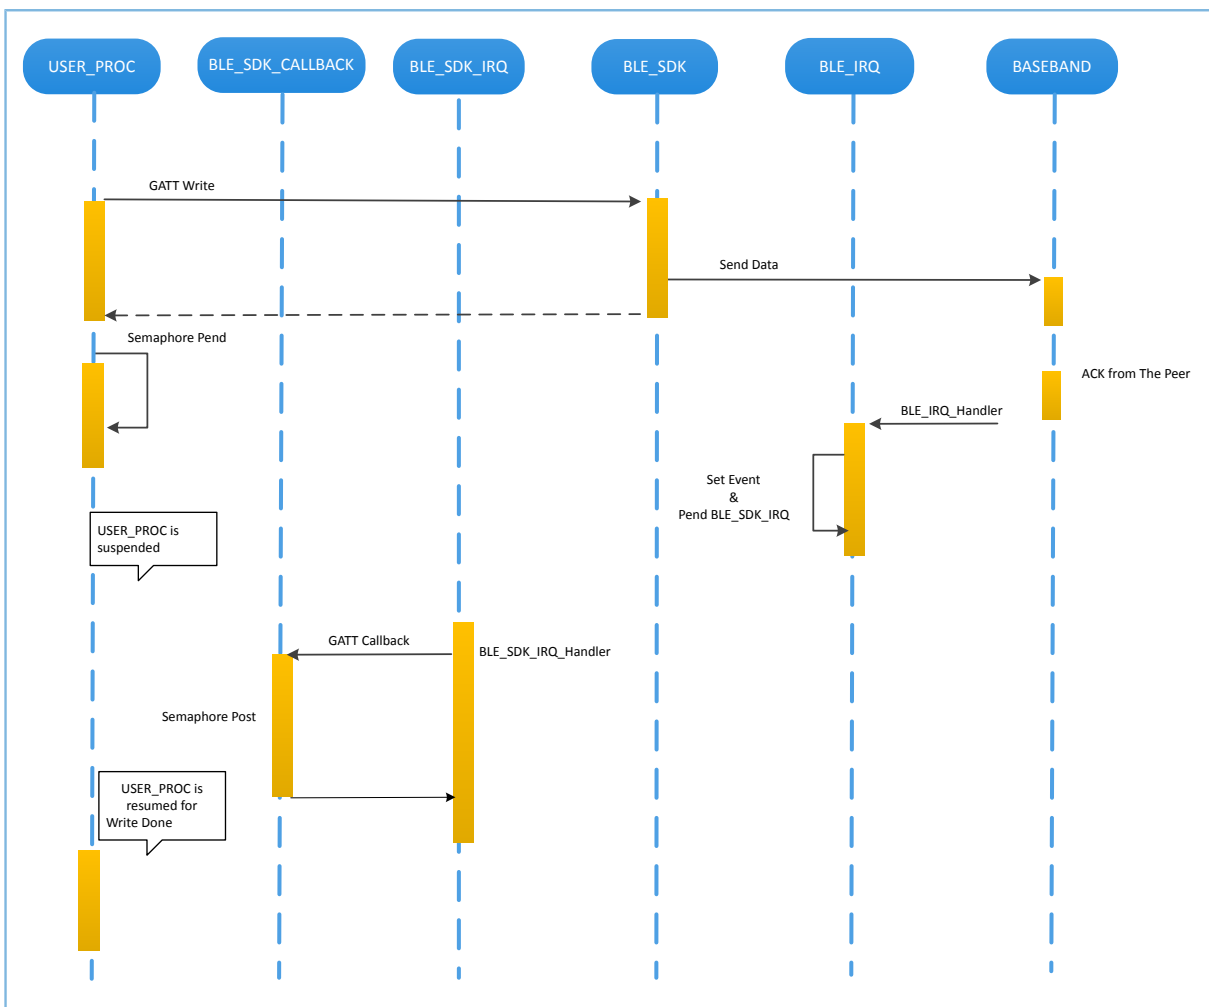 USER_PROC
BLE_SDK_CALLBACK
BLE_SDK_IRQ
BLE_SDK
BLE_IRQ
BASEBAND
GATT Write
Send Data
Semaphore Pend
ACK from The Peer
BLE_IRQ_Handler
Set Event
&
Pend BLE_SDK_IRQ
USER_PROC is
suspended
GATT Callback
BLE_SDK_IRQ_Handler
Semaphore Post
USER_PROC is
resumed for
Write Done